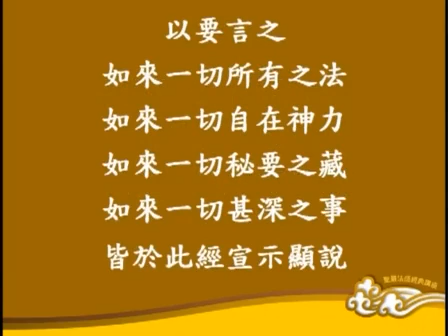 以要言之
如來一切所有之法
如來一切自在神力
如來一切秘要之藏
如來一切甚深之事
皆於此經宣示顯說